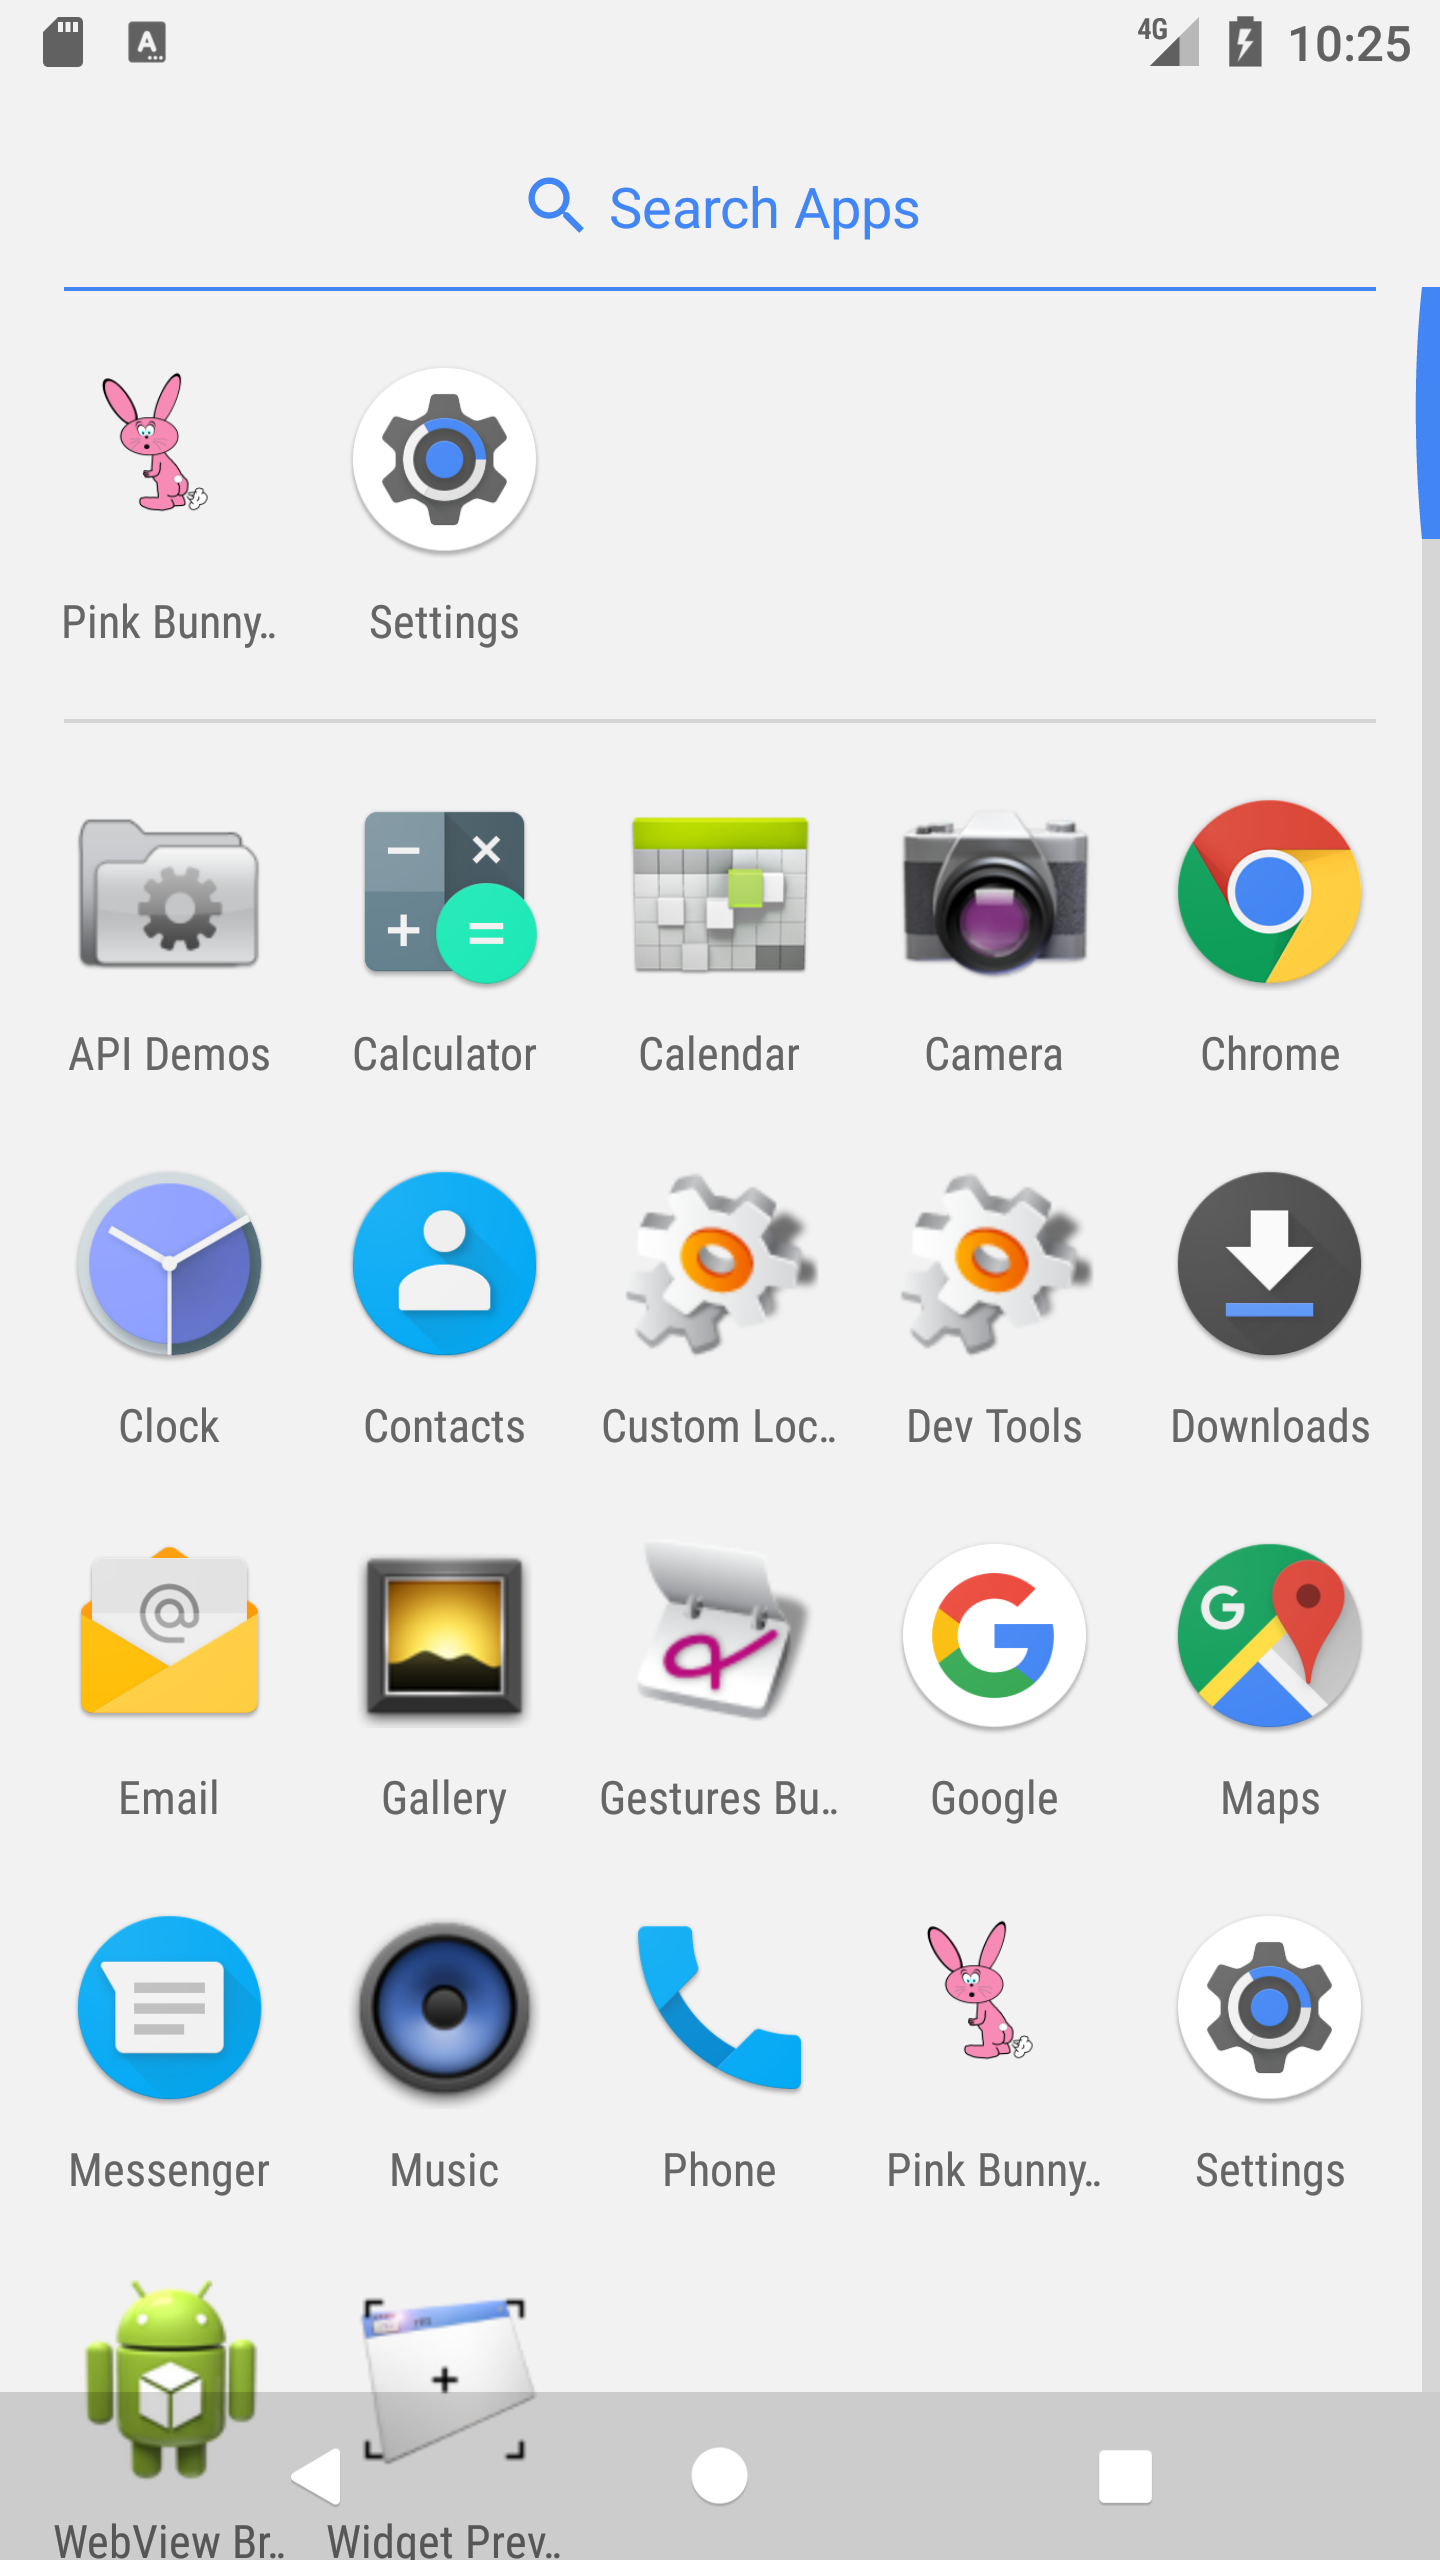 4G 10:25
Search Apps
Pink Bunny.. Settings
API Demos Calculator Calendar Camera Chrome
Clock Contacts Custom Loc.. Dev Tools Downloads
Email Gallery Gestures Bu.. Google Maps
Messenger Music Phone Pink Bunny.. Settings
WebView Br.. Widget Prev..